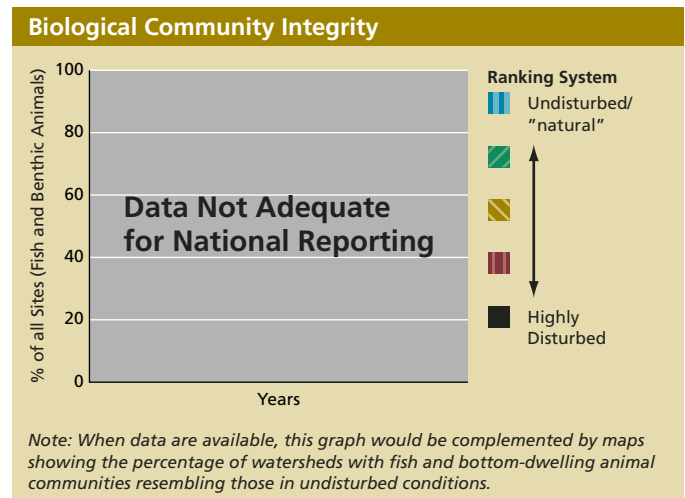 Biological Community Integrity
% of all Sites (Fish and Benthic Animals)
100
80
60
40
20
0
Data Not Adequate
for National Reporting
Years
Ranking System
Undisturbed/
”natural”
Highly
Disturbed
Note: When data are available, this graph would be complemented by maps
showing the percentage of watersheds with fish and bottom-dwelling animal
communities resembling those in undisturbed conditions.